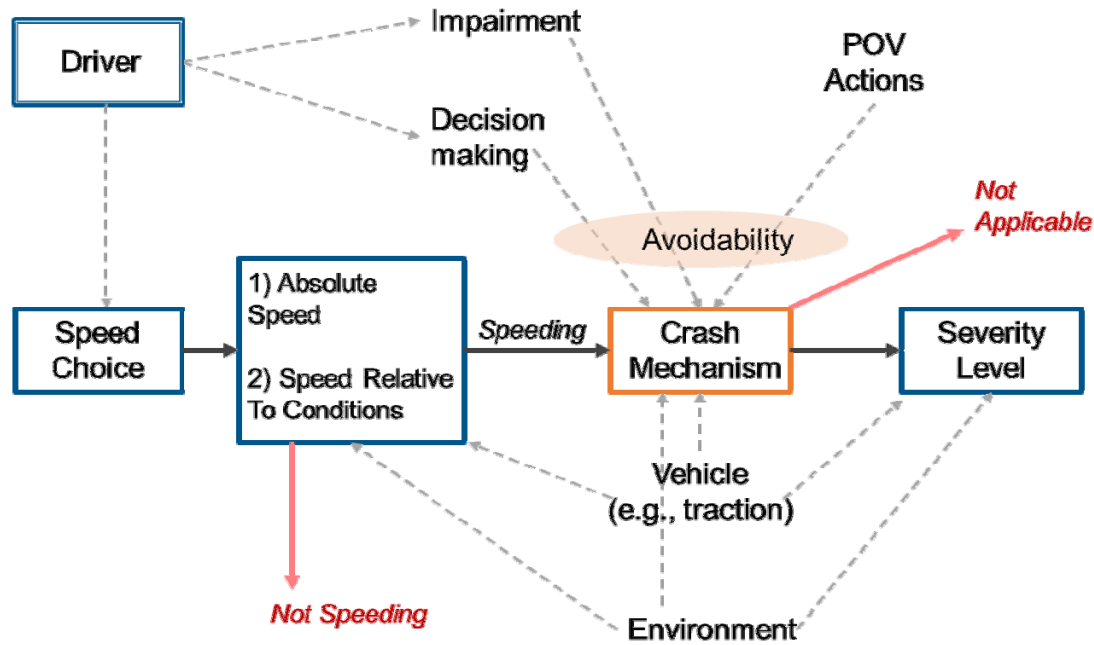 Impairment
Driver
POV
Actions
Decision
making
Not
Applicable
Avoidability
1) Absolute
Speed
Speed
Choice
Speeding
Crash
Mechanism
Severity
Level
2) Speed Relative
To Conditions
Vehicle
(e.g., traction)
Not Speeding
Environment